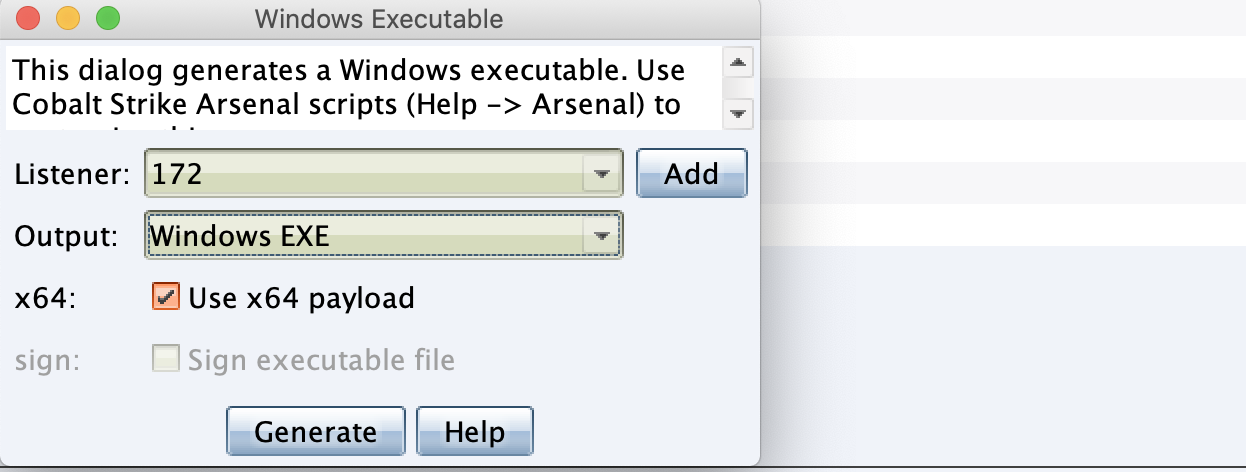 Windows Executable
This dialog generates a Windows executable. Use
Cobalt Strike Arsenal scripts (Help -> Arsenal) to
Listener: 172 Add
Output: Windows EXE
x64: Use x64 payload
sign: Sign executable file
Generate Help